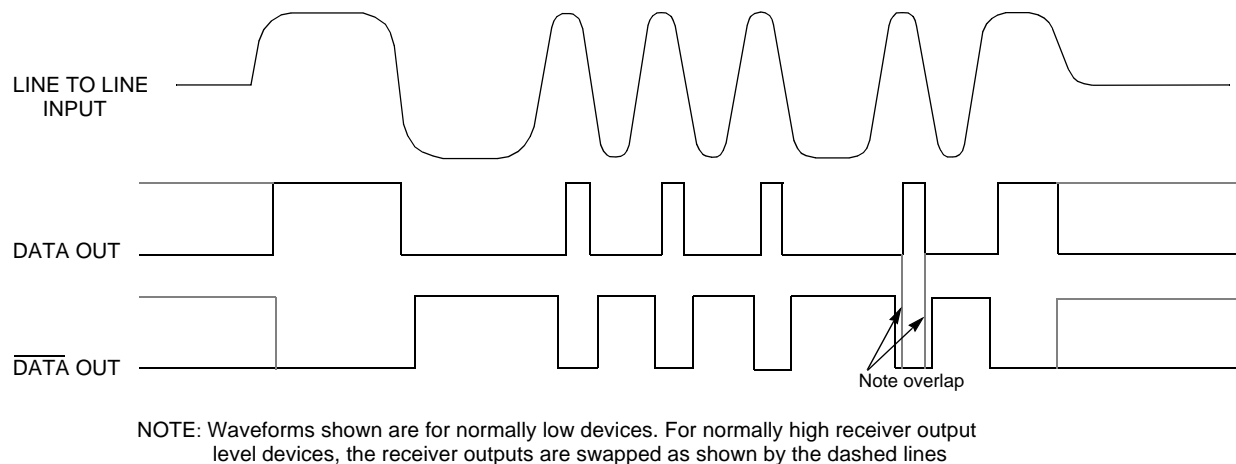 LINE TO LINE
INPUT
DATA OUT
D̅A̅T̅A̅ OUT
Note overlap
NOTE: Waveforms shown are for normally low devices. For normally high receiver output
level devices, the receiver outputs are swapped as shown by the dashed lines